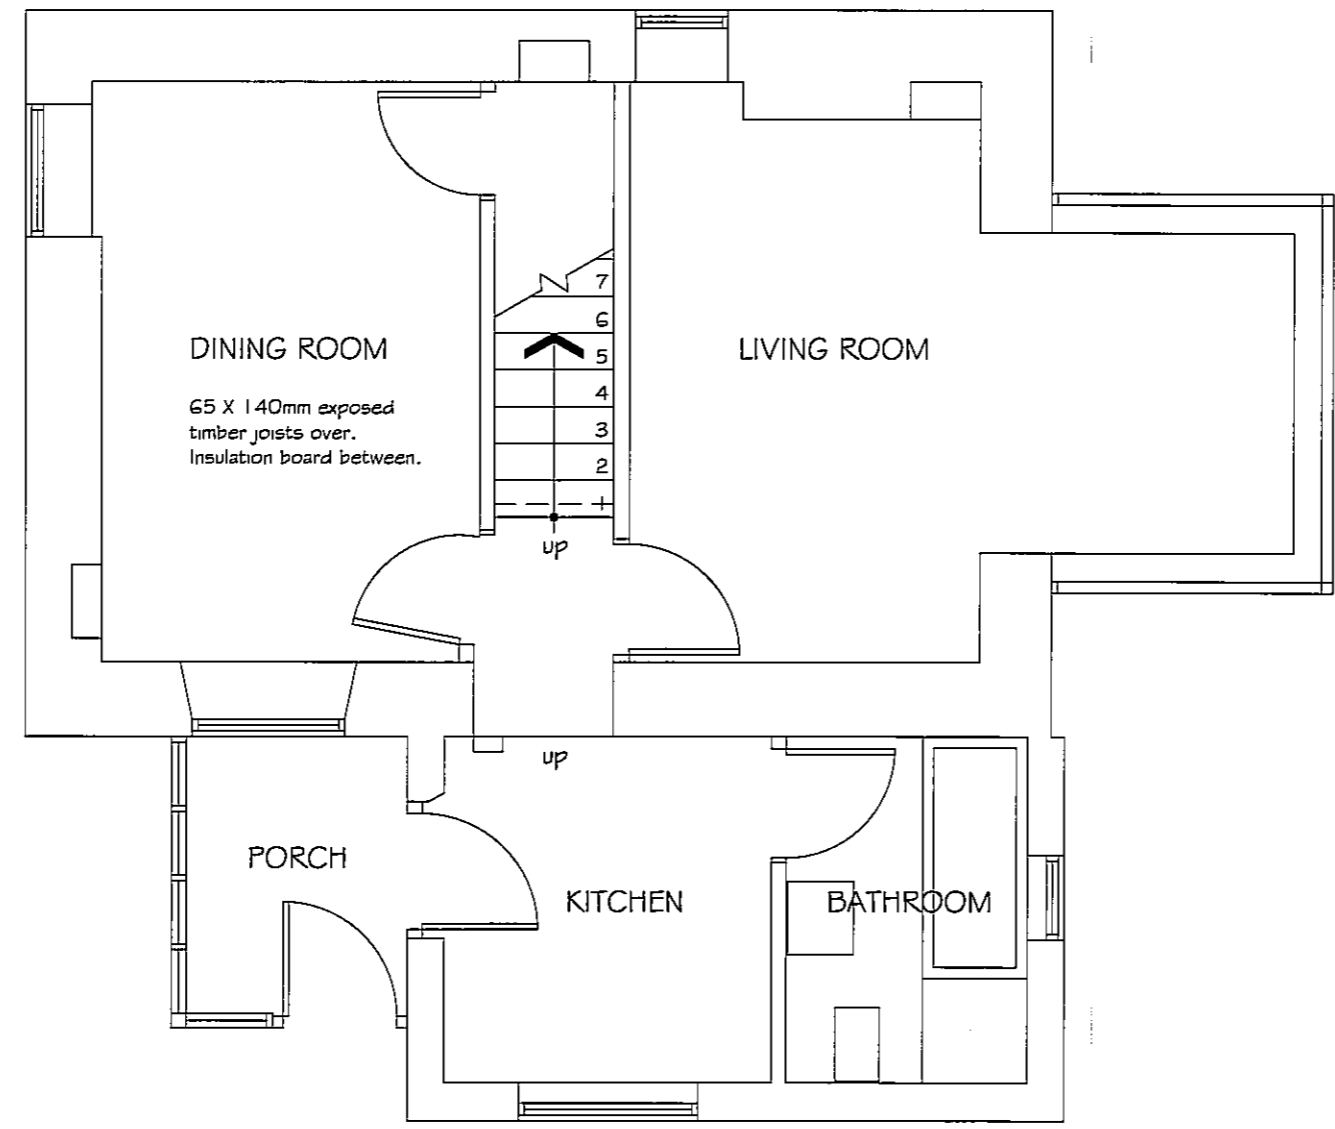 7
6
DINING ROOM
LIVING ROOM
5
4
65 X 140mm exposed
timber joists over.
Insulation board between.
3
2
1
up
up
PORCH
KITCHEN
BATHROOM